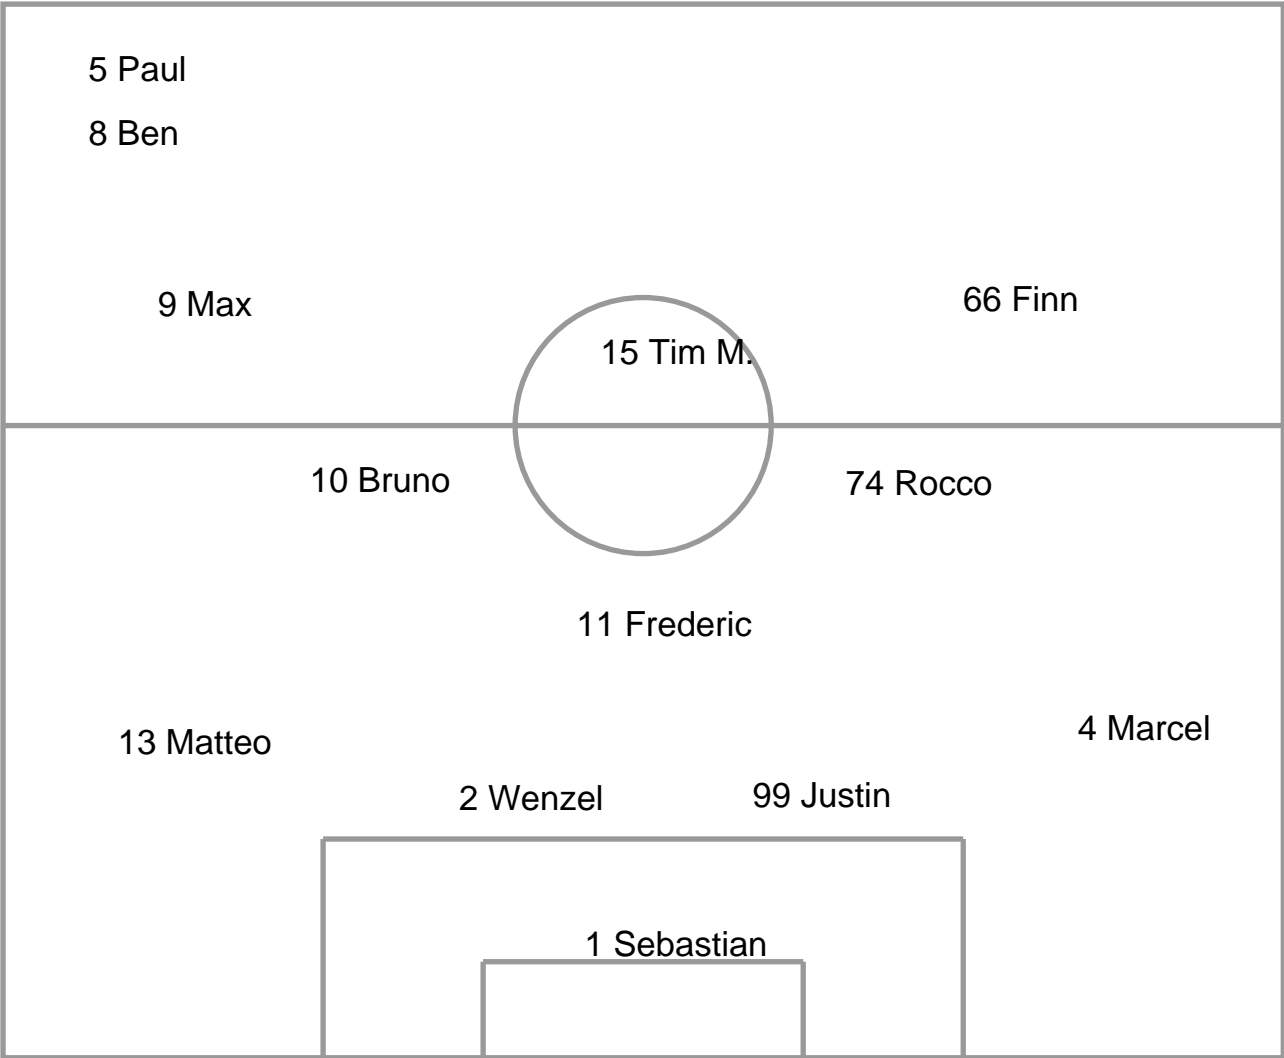 5 Paul
8 Ben
9 Max
66 Finn
15 Tim M.
10 Bruno
74 Rocco
11 Frederic
13 Matteo
4 Marcel
2 Wenzel
99 Justin
1 Sebastian